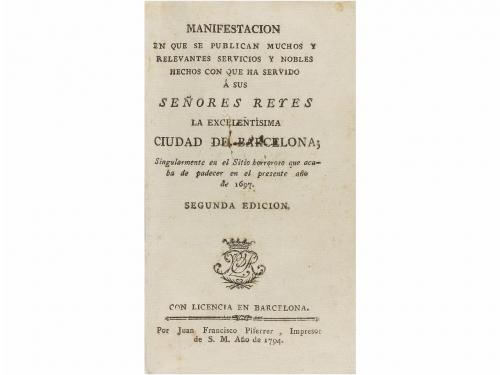 MANIFESTACION
EN QUE SE PUBLICAN MUCHOS Y
RELEVANTES SERVICIOS Y NOBLES
HECHOS CON QUE HA SERVIDO
Á SUS
SEÑORES REYES
LA EXCELENTÍSIMA
CIUDAD DE BARCELONA;
Singularmente en el Sitio horroroso que aca-
ba de padecer en el presente año
de 1697.
SEGUNDA EDICION.
CON LICENCIA EN BARCELONA.
Por Juan Francisco Piferrer, Impresor
de S. M. Año de 1794.